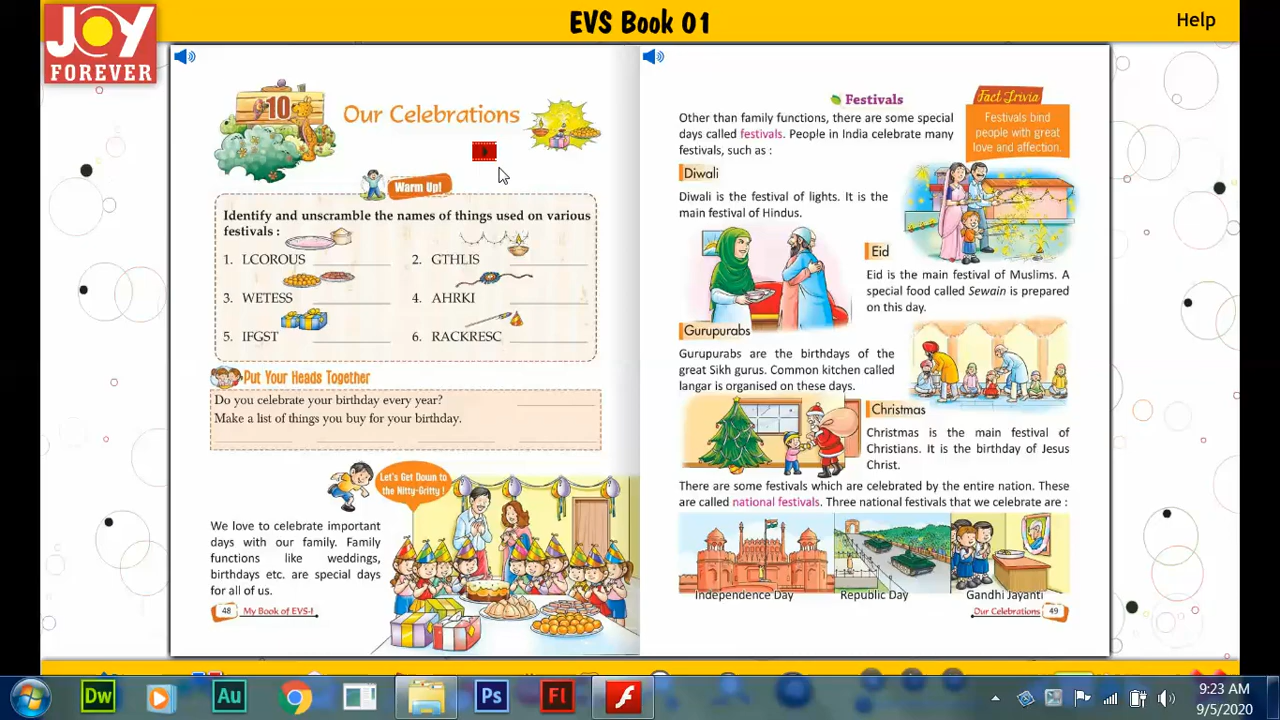 EVS Book 01
Help
JOY
FOREVER
10
Our Celebrations
Warm Up!
Identify and unscramble the names of things used on various
festivals :
1. LCOROUS
2. GTHLIS
3. WETESS
4. AHRKI
5. IFGST
6. RACKRESC
Put Your Heads Together
Do you celebrate your birthday every year?
Make a list of things you buy for your birthday.
Let's Get Down to
the Nitty-Gritty !
We love to celebrate important
days with our family. Family
functions like weddings,
birthdays etc. are special days
for all of us.
48 My Book of EVS-I
Festivals
Other than family functions, there are some special
days called festivals. People in India celebrate many
festivals, such as :
Fact Trivia
Festivals bind
people with great
love and affection.
Diwali
Diwali is the festival of lights. It is the
main festival of Hindus.
Eid
Eid is the main festival of Muslims. A
special food called Sewain is prepared
on this day.
Gurupurabs
Gurupurabs are the birthdays of the
great Sikh gurus. Common kitchen called
langar is organised on these days.
Christmas
Christmas is the main festival of
Christians. It is the birthday of Jesus
Christ.
There are some festivals which are celebrated by the entire nation. These
are called national festivals. Three national festivals that we celebrate are :
Independence Day
Republic Day
Gandhi Jayanti
Our Celebrations 49
Dw
Au
Ps
Fl
9:23 AM
9/5/2020